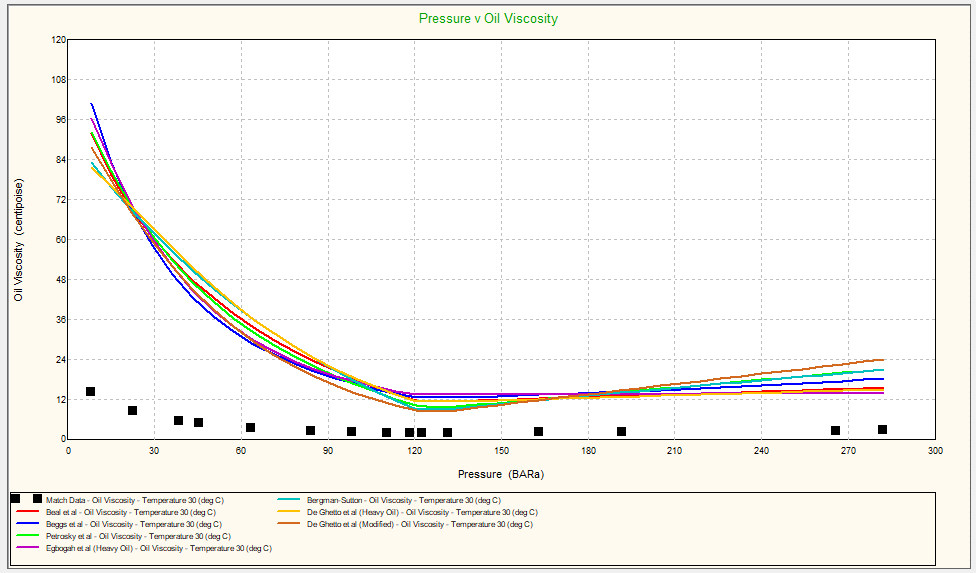 Pressure v Oil Viscosity
120
108
96
84
72
60
48
36
24
12
0
Oil Viscosity (centipoise)
0 30 60 90 120 150 180 210 240 270 300
Pressure (BARa)
Match Data - Oil Viscosity - Temperature 30 (deg C)
Beal et al - Oil Viscosity - Temperature 30 (deg C)
Beggs et al - Oil Viscosity - Temperature 30 (deg C)
Petrosky et al - Oil Viscosity - Temperature 30 (deg C)
Egbogah et al (Heavy Oil) - Oil Viscosity - Temperature 30 (deg C)
Bergman-Sutton - Oil Viscosity - Temperature 30 (deg C)
De Ghetto et al (Heavy Oil) - Oil Viscosity - Temperature 30 (deg C)
De Ghetto et al (Modified) - Oil Viscosity - Temperature 30 (deg C)